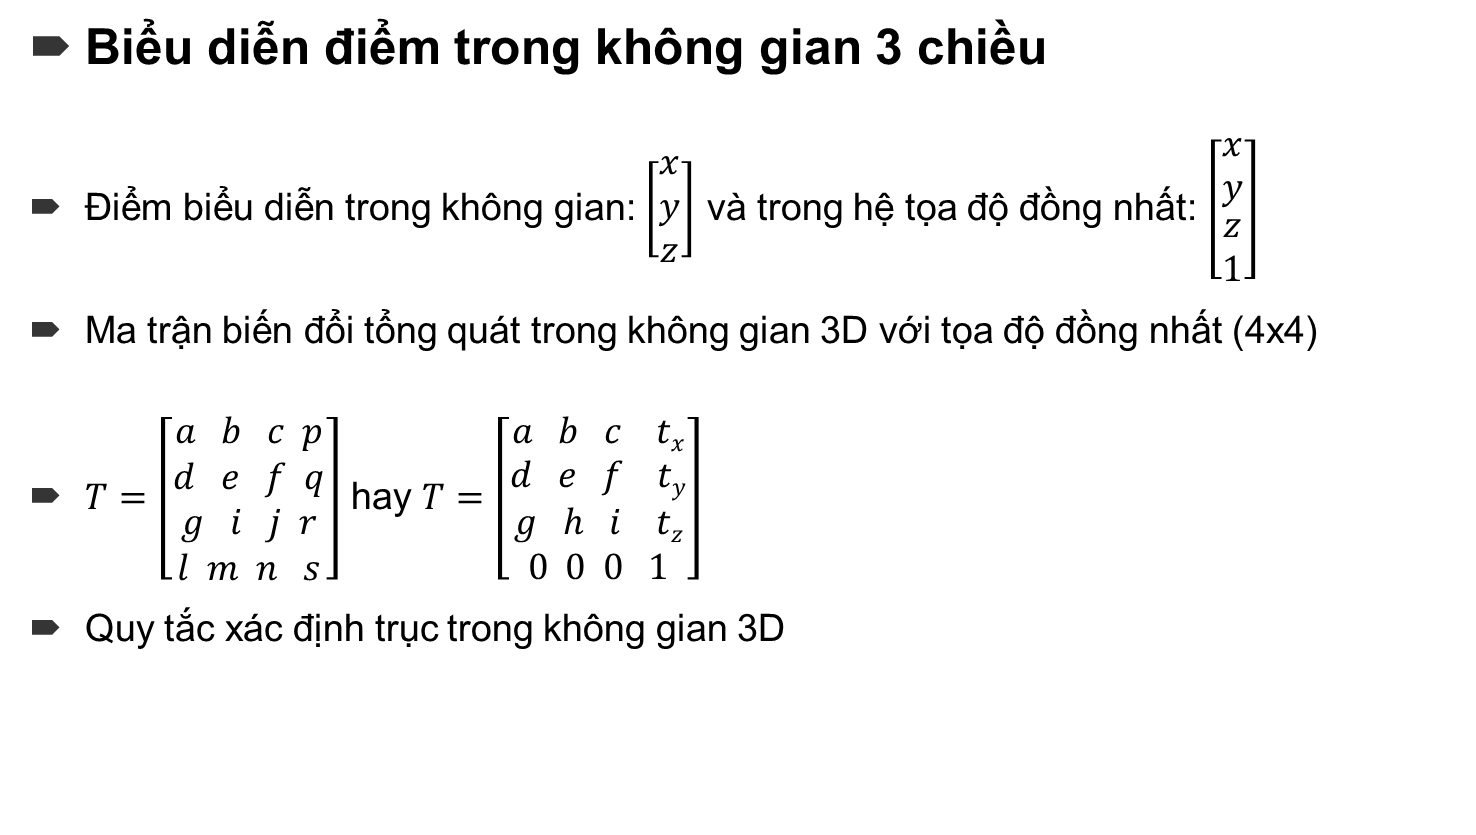 Biểu diễn điểm trong không gian 3 chiều
Điểm biểu diễn trong không gian: [x y z] và trong hệ tọa độ đồng nhất: [x y z 1]
Ma trận biến đổi tổng quát trong không gian 3D với tọa độ đồng nhất (4x4)
T = [a b c p; d e f q; g i j r; l m n s] hay T = [a b c t_x; d e f t_y; g h i t_z; 0 0 0 1]
Quy tắc xác định trục trong không gian 3D